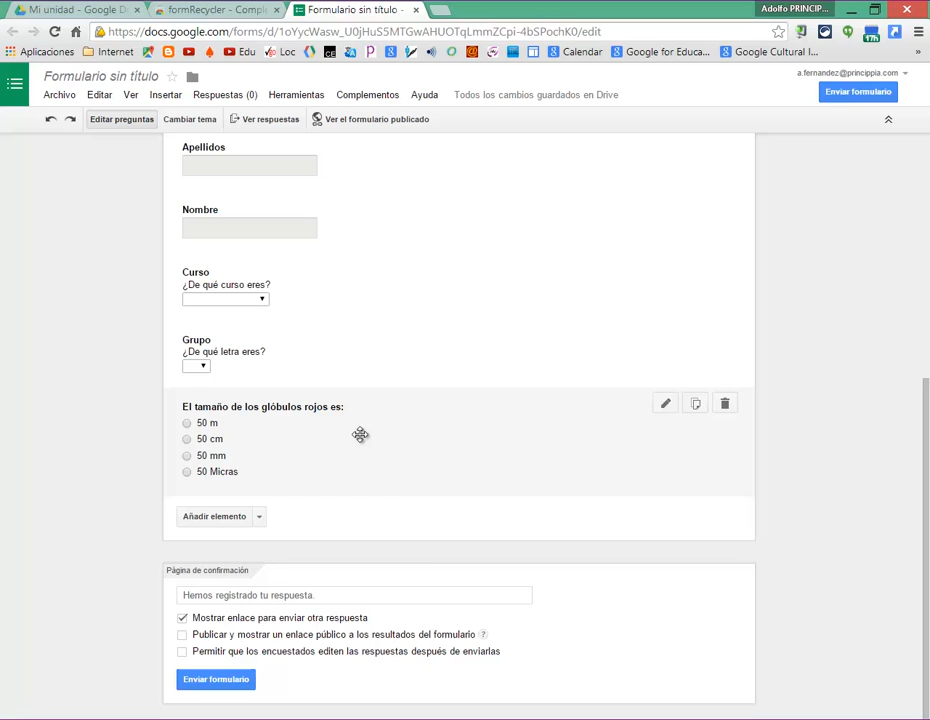 Mi unidad - Google D
formRecycler - Comple
Formulario sin título -
Adolfo PRINCIP...
https://docs.google.com/forms/d/1oYycWasw_U0jHuS5MTGwAHUOTqLmmZCpi-4bSPochK0/edit
Aplicaciones
Internet
Edu
Loc
Calendar
Google for Educa...
Google Cultural I...
»
Formulario sin título
a.fernandez@princippia.com
Archivo Editar Ver Insertar Respuestas (0) Herramientas Complementos Ayuda Todos los cambios guardados en Drive
Enviar formulario
Editar preguntas Cambiar tema Ver respuestas Ver el formulario publicado
Apellidos
Nombre
Curso
¿De qué curso eres?
Grupo
¿De qué letra eres?
El tamaño de los glóbulos rojos es:
50 m
50 cm
50 mm
50 Micras
Añadir elemento
Página de confirmación
Hemos registrado tu respuesta.
Mostrar enlace para enviar otra respuesta
Publicar y mostrar un enlace público a los resultados del formulario ?
Permitir que los encuestados editen las respuestas después de enviarlas
Enviar formulario